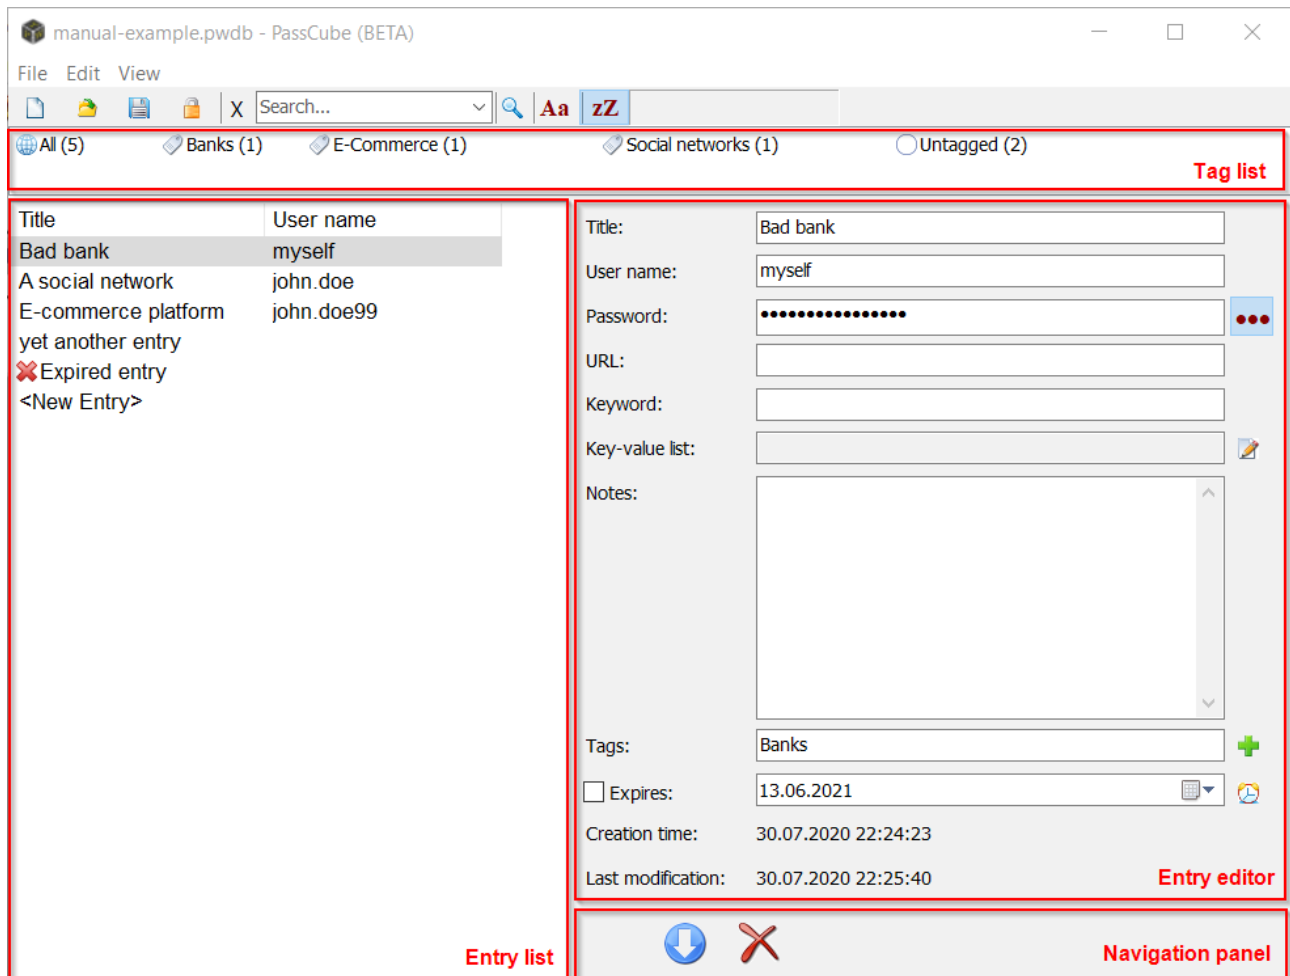 manual-example.pwdb - PassCube (BETA)
File Edit View
X Search... Aa zZ
All (5) Banks (1) E-Commerce (1) Social networks (1) Untagged (2)
Tag list
Title User name
Bad bank myself
A social network john.doe
E-commerce platform john.doe99
yet another entry
Expired entry
<New Entry>
Entry list
Title: Bad bank
User name: myself
Password: ••••••••••••••••
URL:
Keyword:
Key-value list:
Notes:
Tags: Banks
Expires: 13.06.2021
Creation time: 30.07.2020 22:24:23
Last modification: 30.07.2020 22:25:40
Entry editor
Navigation panel